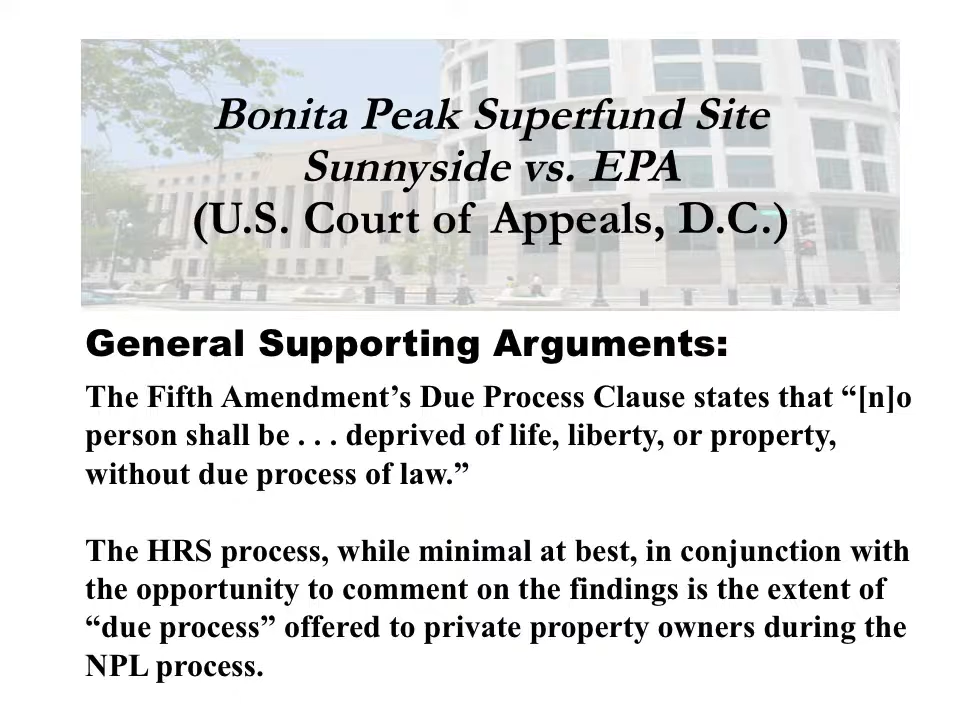 Bonita Peak Superfund Site
Sunnyside vs. EPA
(U.S. Court of Appeals, D.C.)
General Supporting Arguments:
The Fifth Amendment’s Due Process Clause states that “[n]o
person shall be . . . deprived of life, liberty, or property,
without due process of law.”
The HRS process, while minimal at best, in conjunction with
the opportunity to comment on the findings is the extent of
“due process” offered to private property owners during the
NPL process.